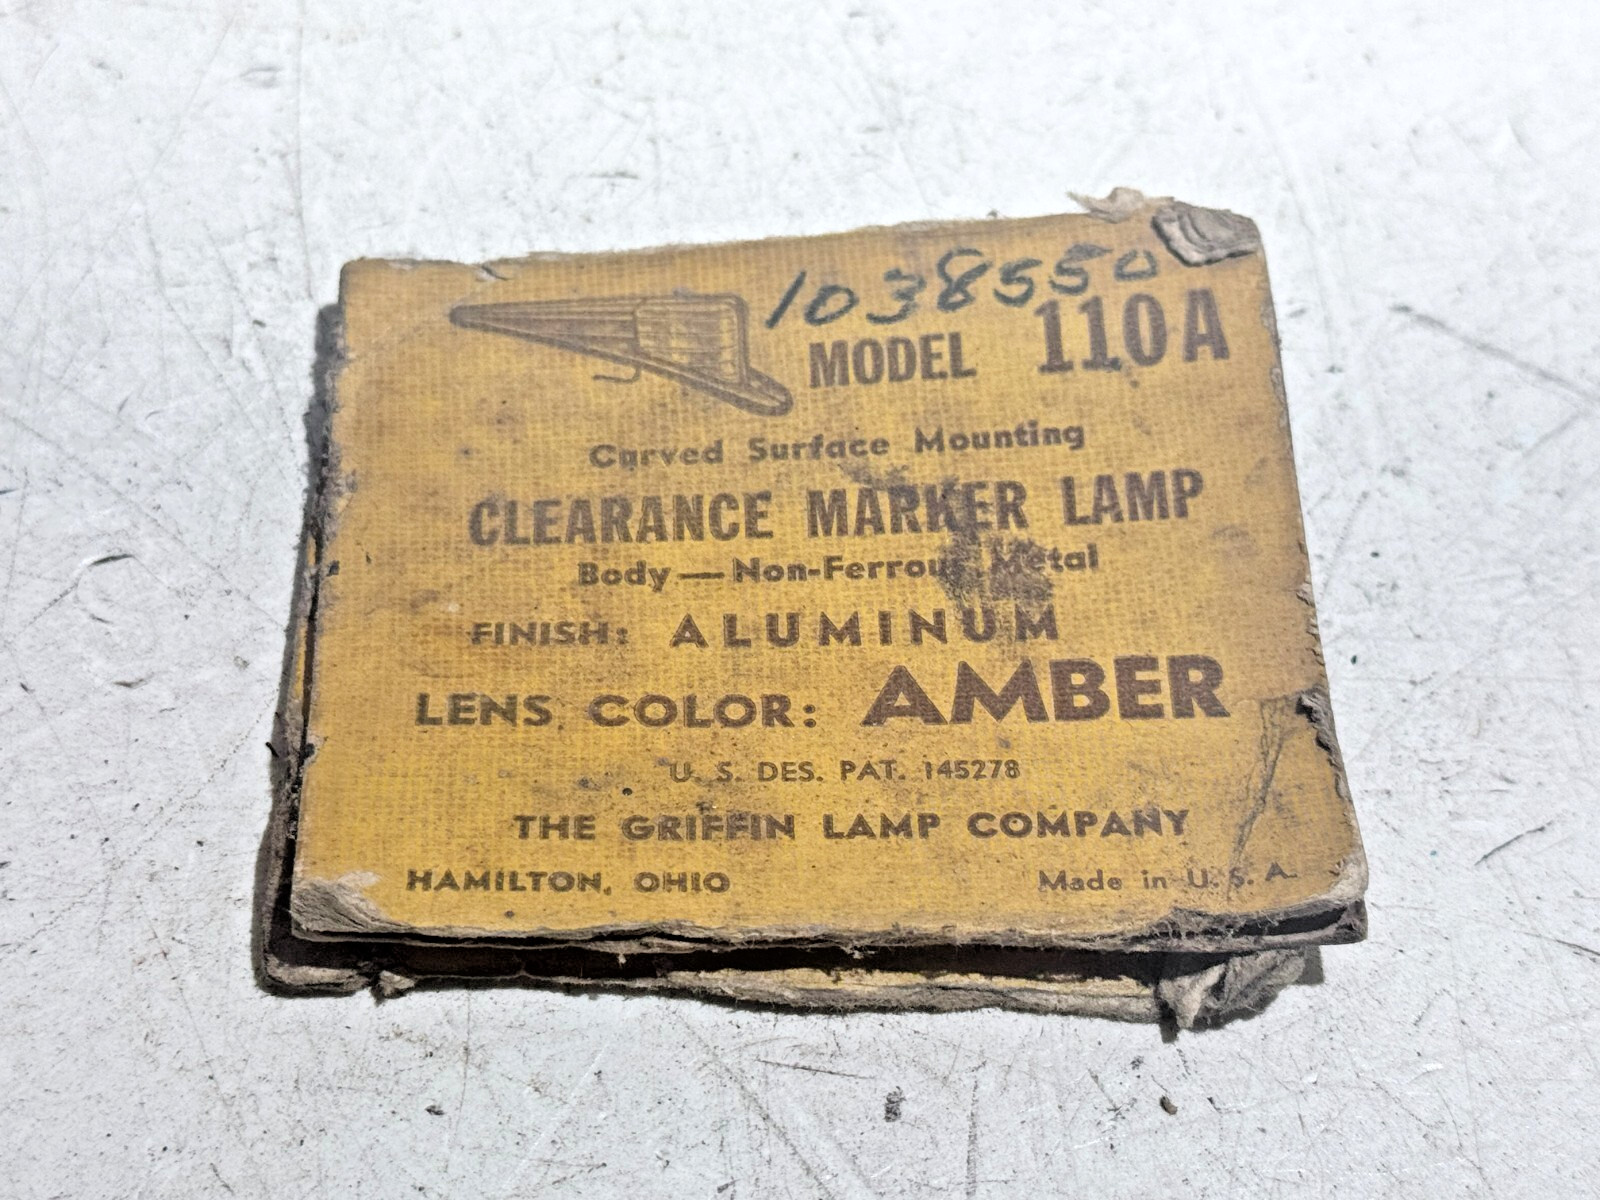 1038550
MODEL 110A
Curved Surface Mounting
CLEARANCE MARKER LAMP
Body — Non-Ferrous Metal
FINISH: ALUMINUM
LENS COLOR: AMBER
U. S. DES. PAT. 145278
THE GRIFFIN LAMP COMPANY
HAMILTON, OHIO Made in U. S. A.